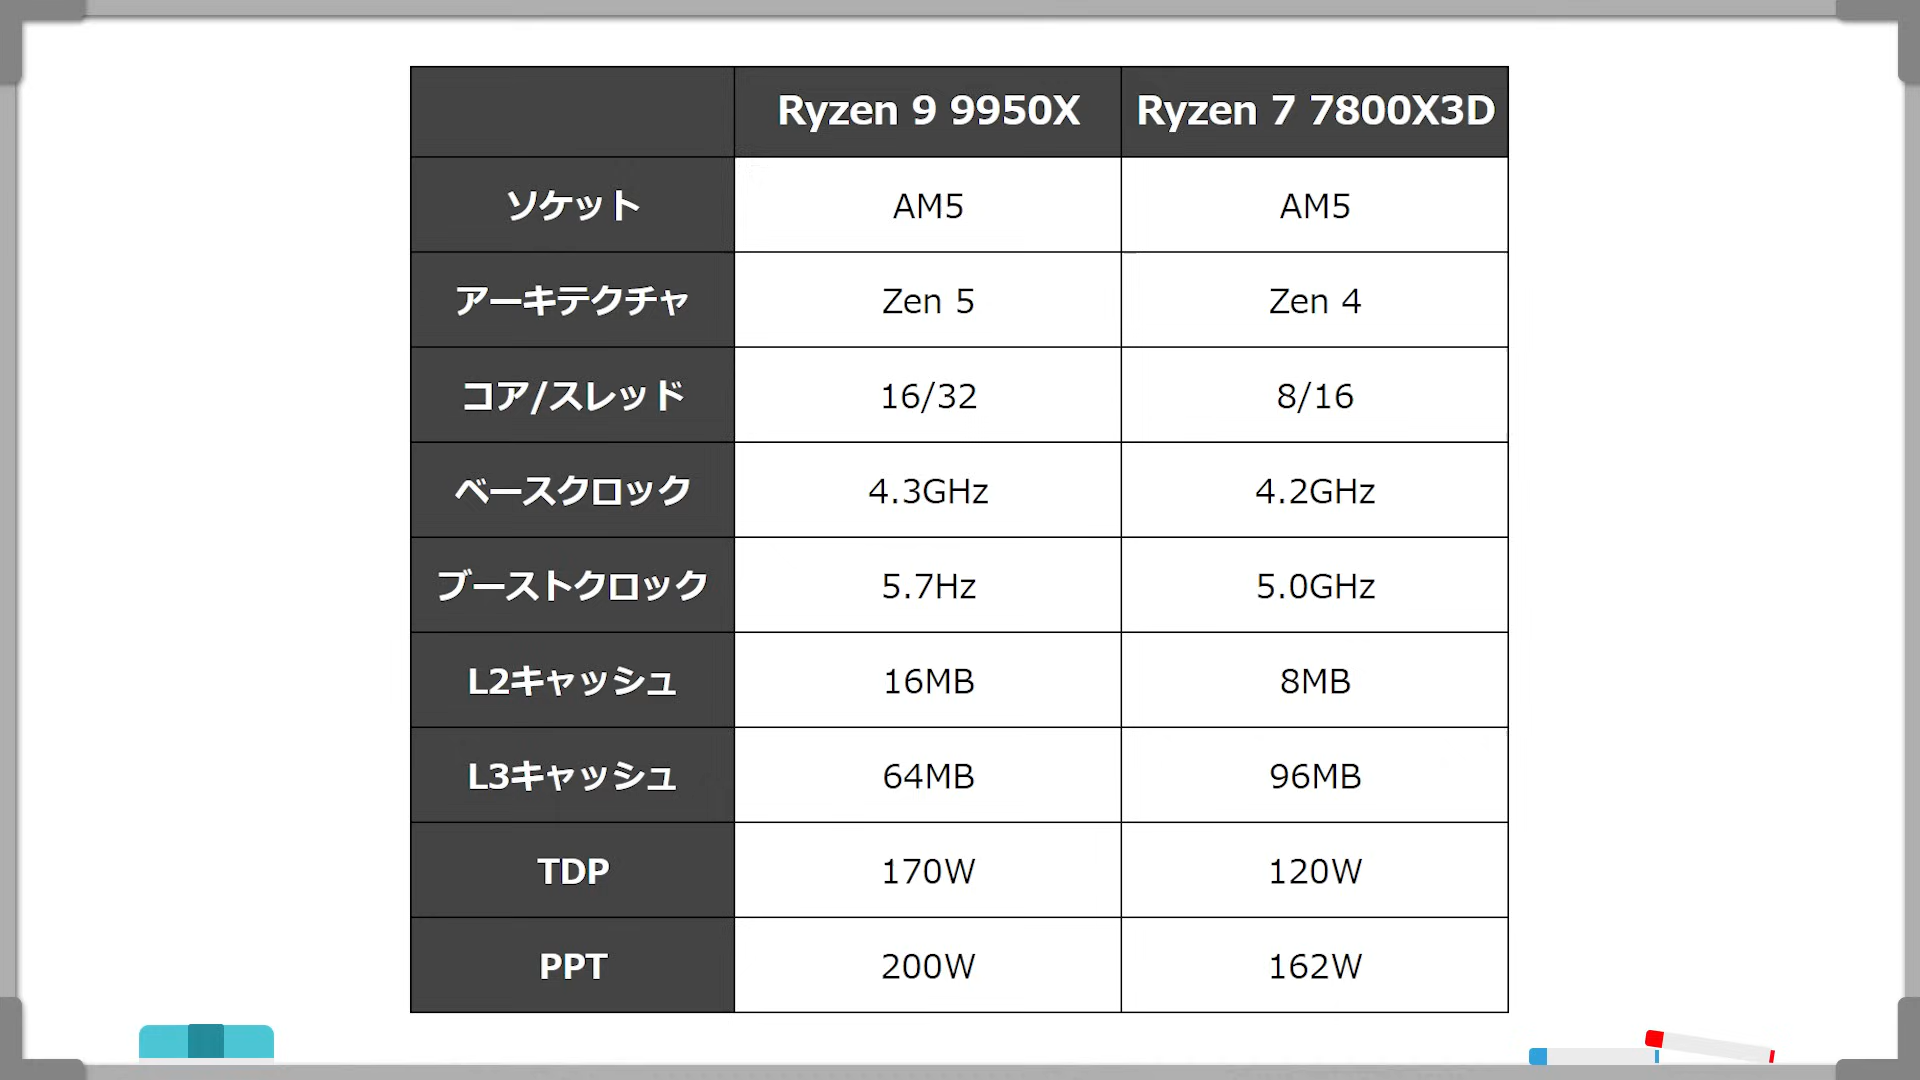 Ryzen 9 9950X Ryzen 7 7800X3D
ソケット AM5 AM5
アーキテクチャ Zen 5 Zen 4
コア/スレッド 16/32 8/16
ベースクロック 4.3GHz 4.2GHz
ブーストクロック 5.7Hz 5.0GHz
L2キャッシュ 16MB 8MB
L3キャッシュ 64MB 96MB
TDP 170W 120W
PPT 200W 162W